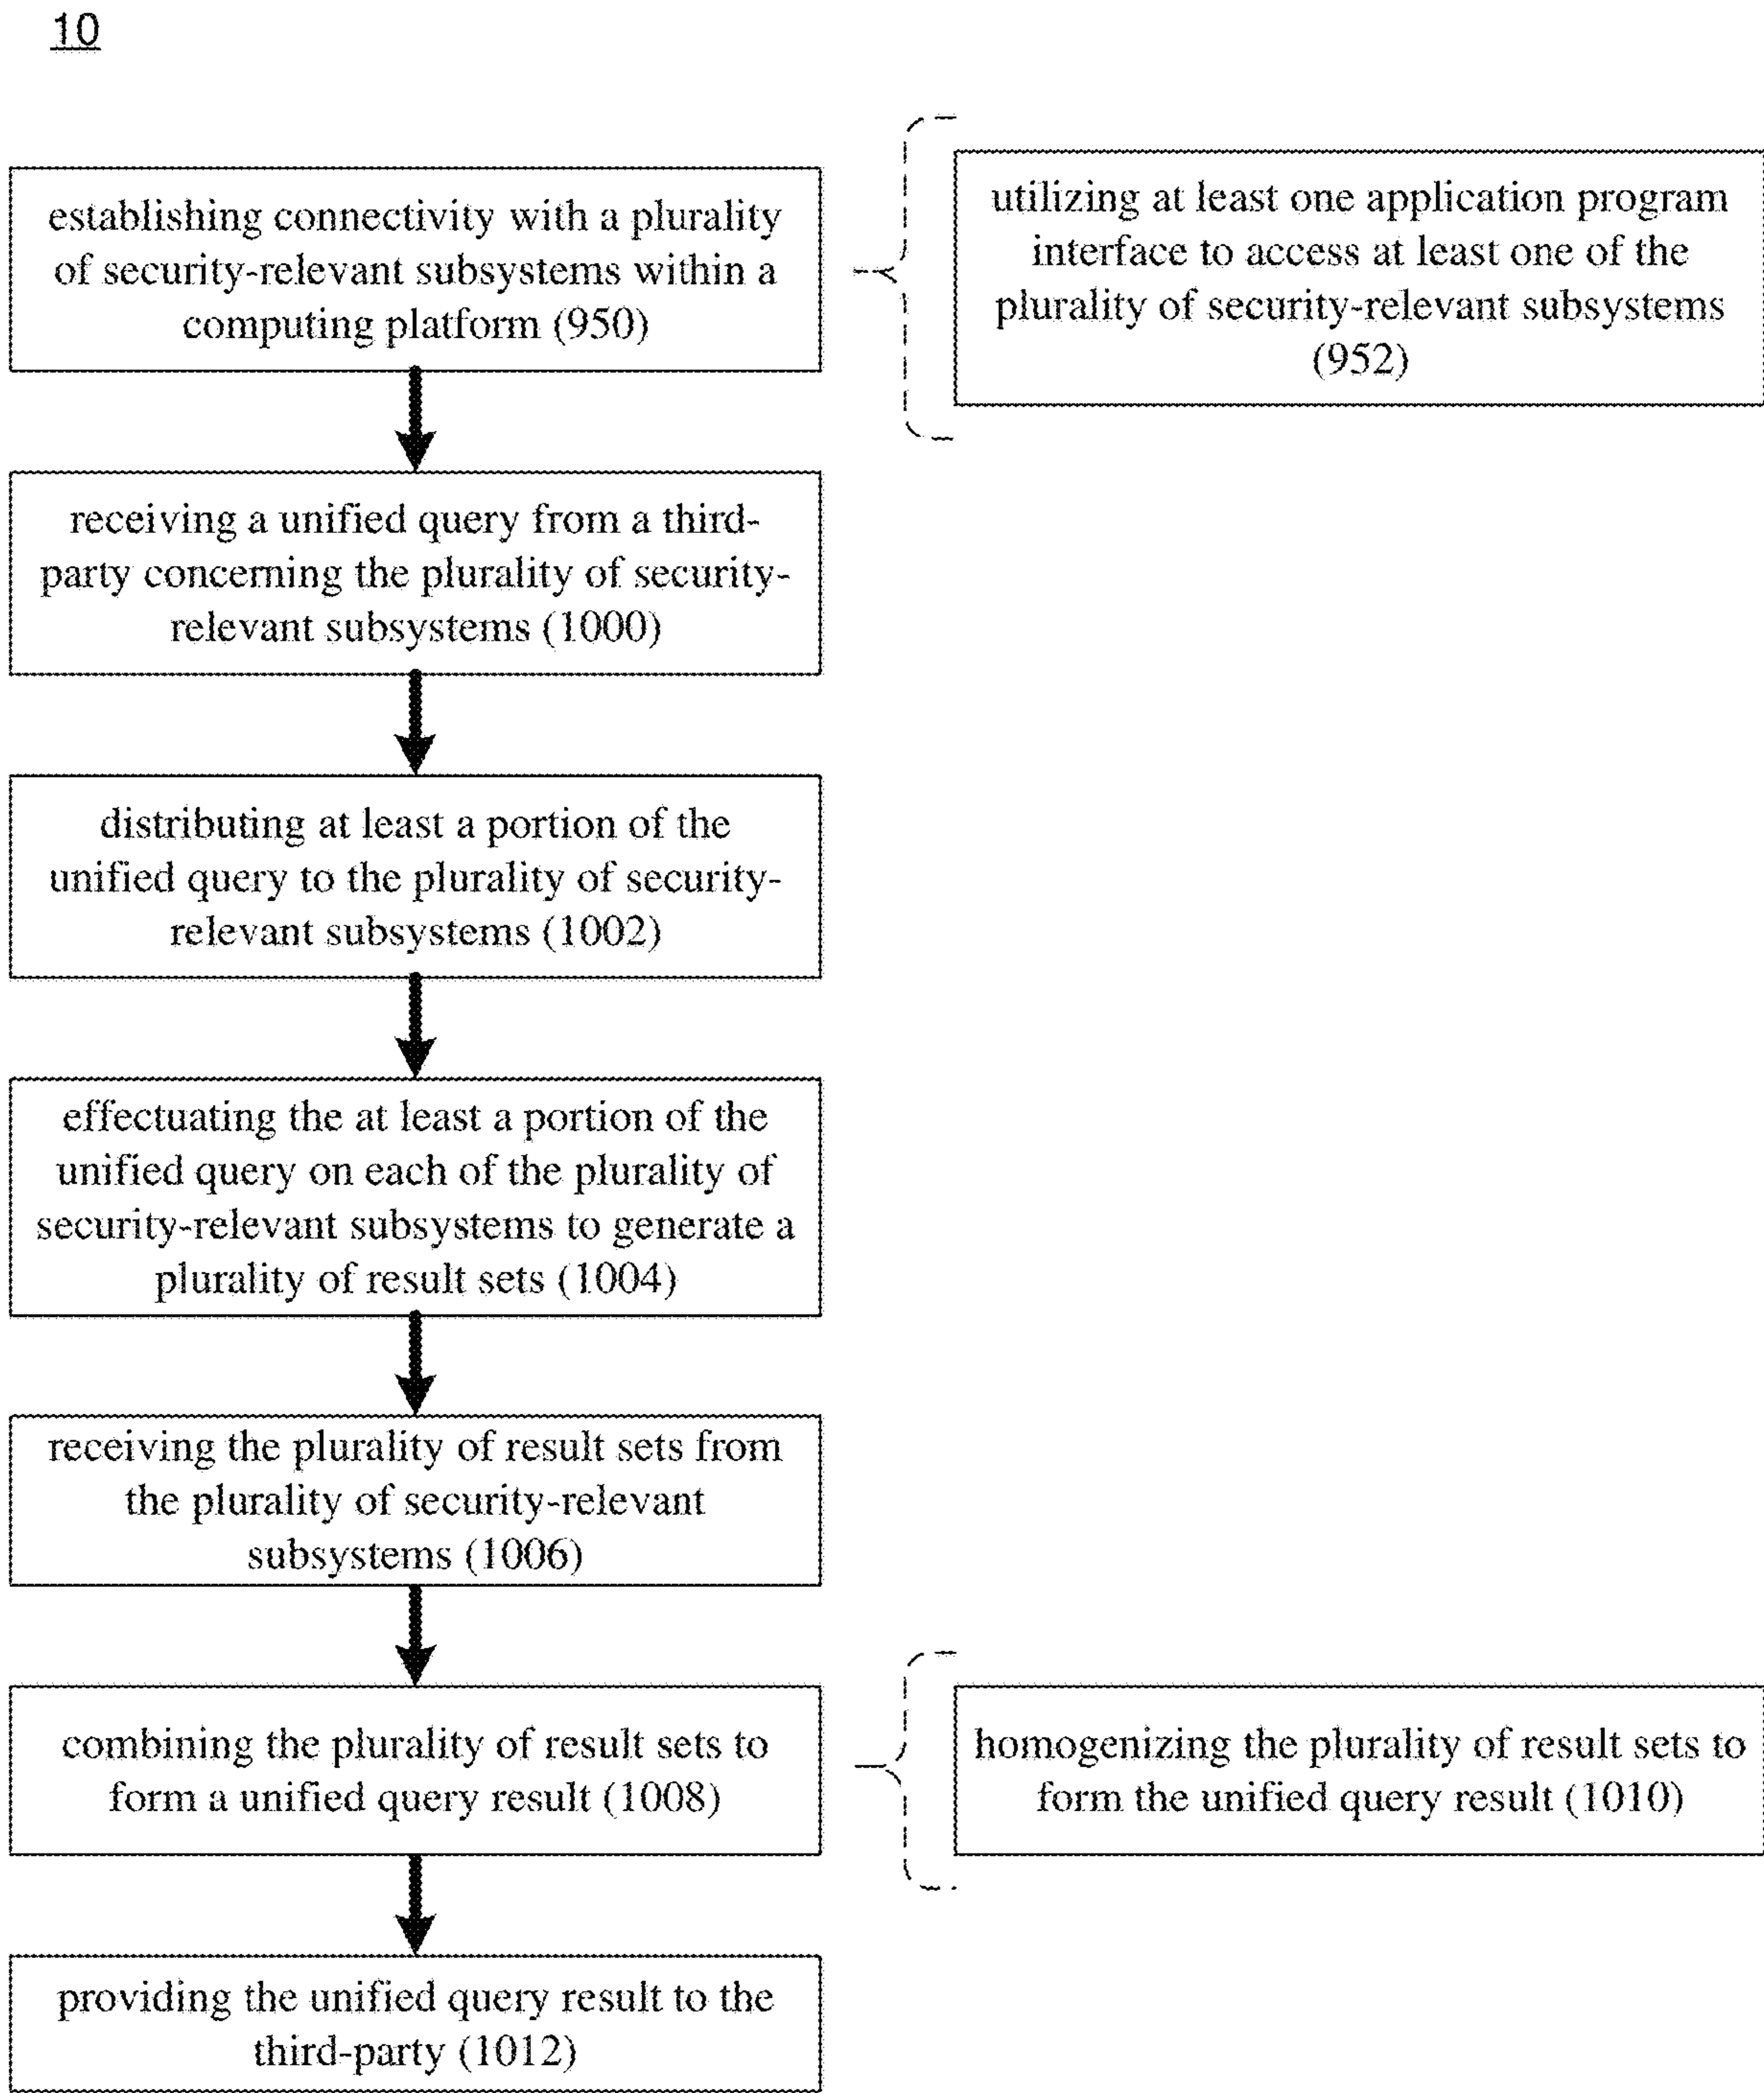 10
establishing connectivity with a plurality
of security-relevant subsystems within a
computing platform (950)
utilizing at least one application program
interface to access at least one of the
plurality of security-relevant subsystems
(952)
receiving a unified query from a third-
party concerning the plurality of security-
relevant subsystems (1000)
distributing at least a portion of the
unified query to the plurality of security-
relevant subsystems (1002)
effectuating the at least a portion of the
unified query on each of the plurality of
security-relevant subsystems to generate a
plurality of result sets (1004)
receiving the plurality of result sets from
the plurality of security-relevant
subsystems (1006)
combining the plurality of result sets to
form a unified query result (1008)
homogenizing the plurality of result sets to
form the unified query result (1010)
providing the unified query result to the
third-party (1012)